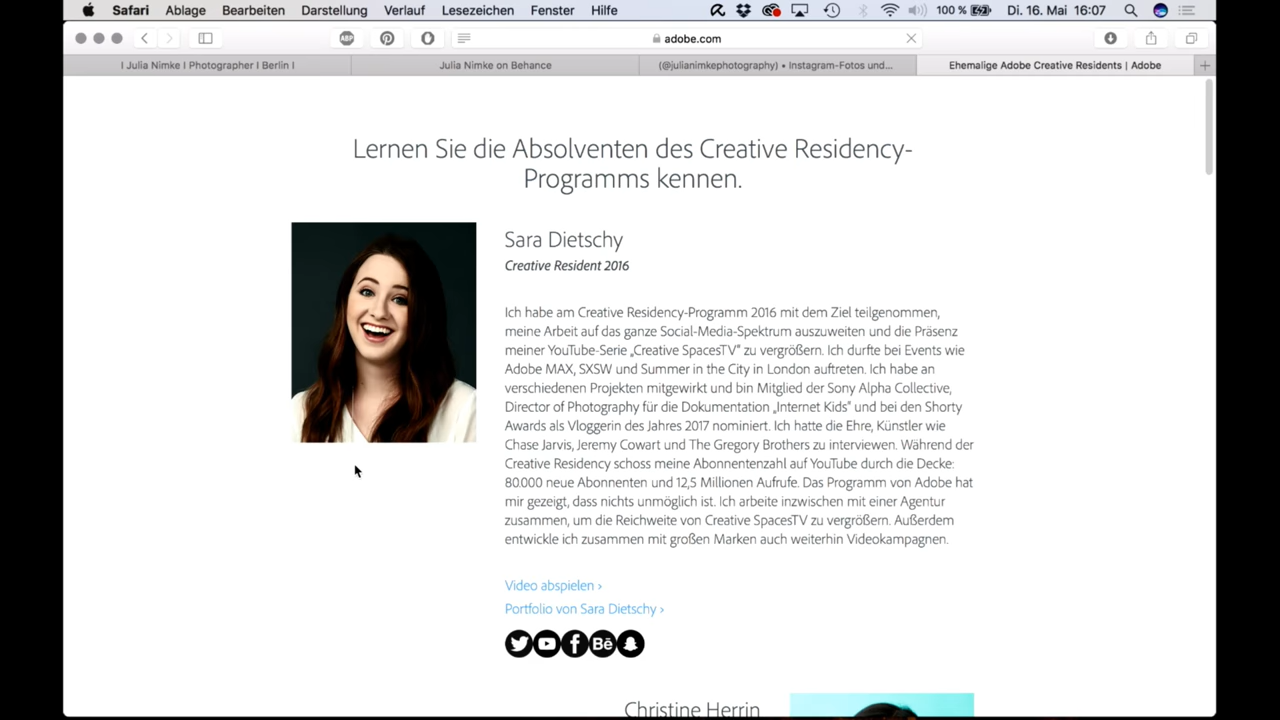 Safari Ablage Bearbeiten Darstellung Verlauf Lesezeichen Fenster Hilfe 100 % Di. 16. Mai 16:07
ABP adobe.com
I Julia Nimke I Photographer I Berlin I Julia Nimke on Behance (@julianimkephotography) • Instagram-Fotos und... Ehemalige Adobe Creative Residents | Adobe
Lernen Sie die Absolventen des Creative Residency-
Programms kennen.
Sara Dietschy
Creative Resident 2016
Ich habe am Creative Residency-Programm 2016 mit dem Ziel teilgenommen,
meine Arbeit auf das ganze Social-Media-Spektrum auszuweiten und die Präsenz
meiner YouTube-Serie „Creative SpacesTV“ zu vergrößern. Ich durfte bei Events wie
Adobe MAX, SXSW und Summer in the City in London auftreten. Ich habe an
verschiedenen Projekten mitgewirkt und bin Mitglied der Sony Alpha Collective,
Director of Photography für die Dokumentation „Internet Kids“ und bei den Shorty
Awards als Vloggerin des Jahres 2017 nominiert. Ich hatte die Ehre, Künstler wie
Chase Jarvis, Jeremy Cowart und The Gregory Brothers zu interviewen. Während der
Creative Residency schoss meine Abonnentenzahl auf YouTube durch die Decke:
80.000 neue Abonnenten und 12,5 Millionen Aufrufe. Das Programm von Adobe hat
mir gezeigt, dass nichts unmöglich ist. Ich arbeite inzwischen mit einer Agentur
zusammen, um die Reichweite von Creative SpacesTV zu vergrößern. Außerdem
entwickle ich zusammen mit großen Marken auch weiterhin Videokampagnen.
Video abspielen ›
Portfolio von Sara Dietschy ›
Bē
Christine Herrin